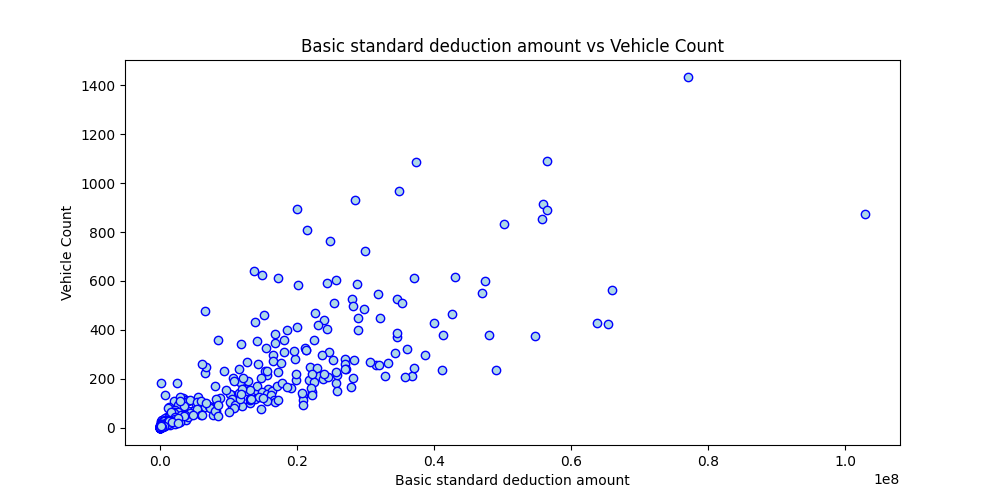 Basic standard deduction amount vs Vehicle Count
1400
1200
1000
800
600
400
200
0
Vehicle Count
0.0 0.2 0.4 0.6 0.8 1.0
1e8
Basic standard deduction amount